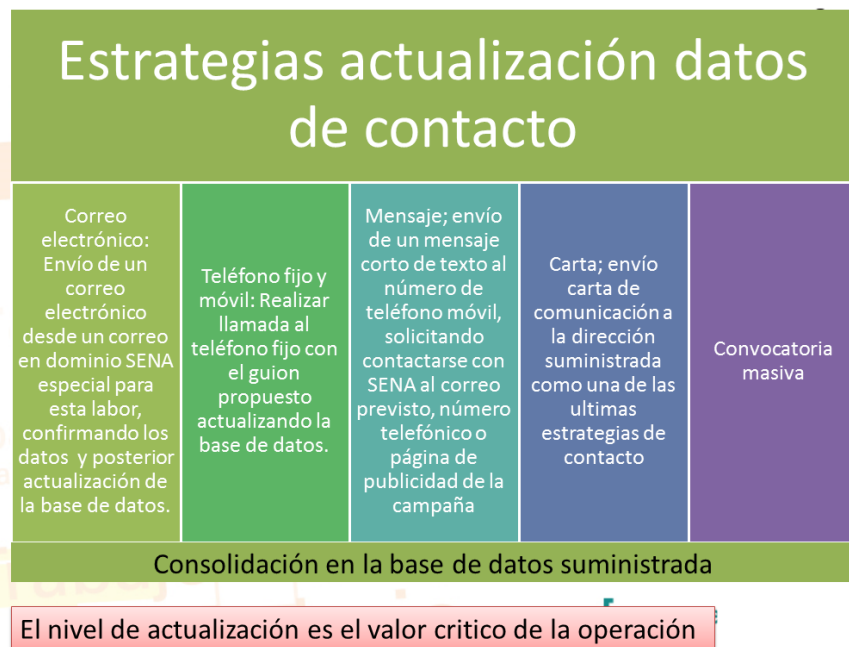 Estrategias actualización datos
de contacto
Correo
electrónico:
Envío de un
correo
electrónico
desde un correo
en dominio SENA
especial para
esta labor,
confirmando los
datos y posterior
actualización de
la base de datos.
Teléfono fijo y
móvil: Realizar
llamada al
teléfono fijo con
el guion
propuesto
actualizando la
base de datos.
Mensaje; envío
de un mensaje
corto de texto al
número de
teléfono móvil,
solicitando
contactarse con
SENA al correo
previsto, número
telefónico o
página de
publicidad de la
campaña
Carta; envío
carta de
comunicación a
la dirección
suministrada
como una de las
ultimas
estrategias de
contacto
Convocatoria
masiva
Consolidación en la base de datos suministrada
El nivel de actualización es el valor critico de la operación